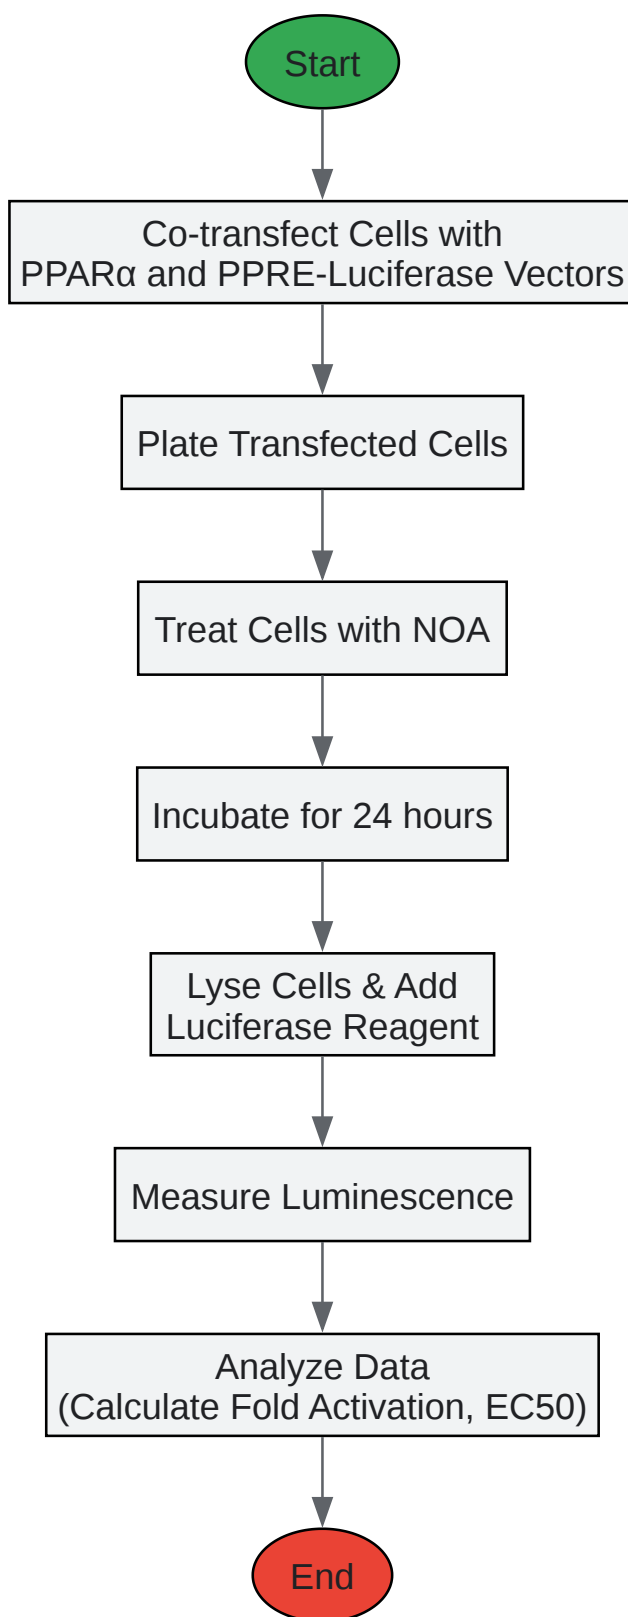 Start
Co-transfect Cells with
PPARα and PPRE-Luciferase Vectors
Plate Transfected Cells
Treat Cells with NOA
Incubate for 24 hours
Lyse Cells & Add
Luciferase Reagent
Measure Luminescence
Analyze Data
(Calculate Fold Activation, EC50)
End